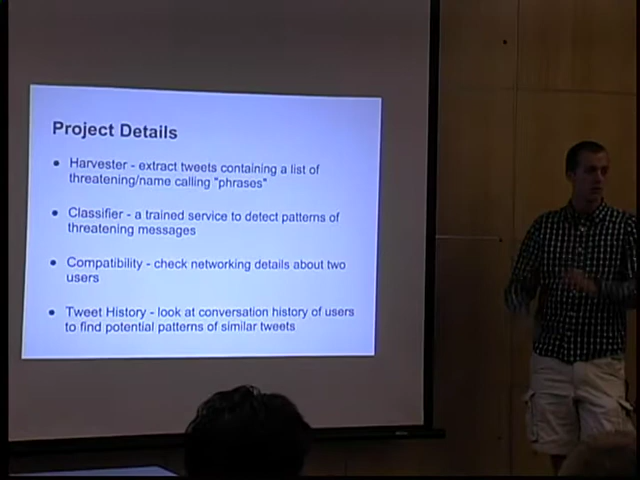 Project Details
• Harvester - extract tweets containing a list of
threatening/name calling "phrases"
• Classifier - a trained service to detect patterns of
threatening messages
• Compatibility - check networking details about two
users
• Tweet History - look at conversation history of users
to find potential patterns of similar tweets